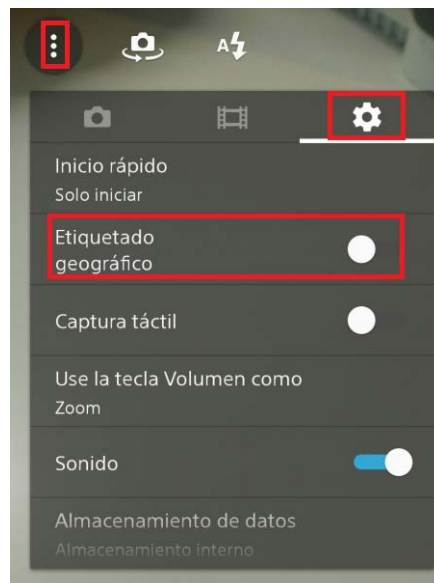 A
Inicio rápido
Solo iniciar
Etiquetado
geográfico
Captura táctil
Use la tecla Volumen como
Zoom
Sonido
Almacenamiento de datos
Almacenamiento interno